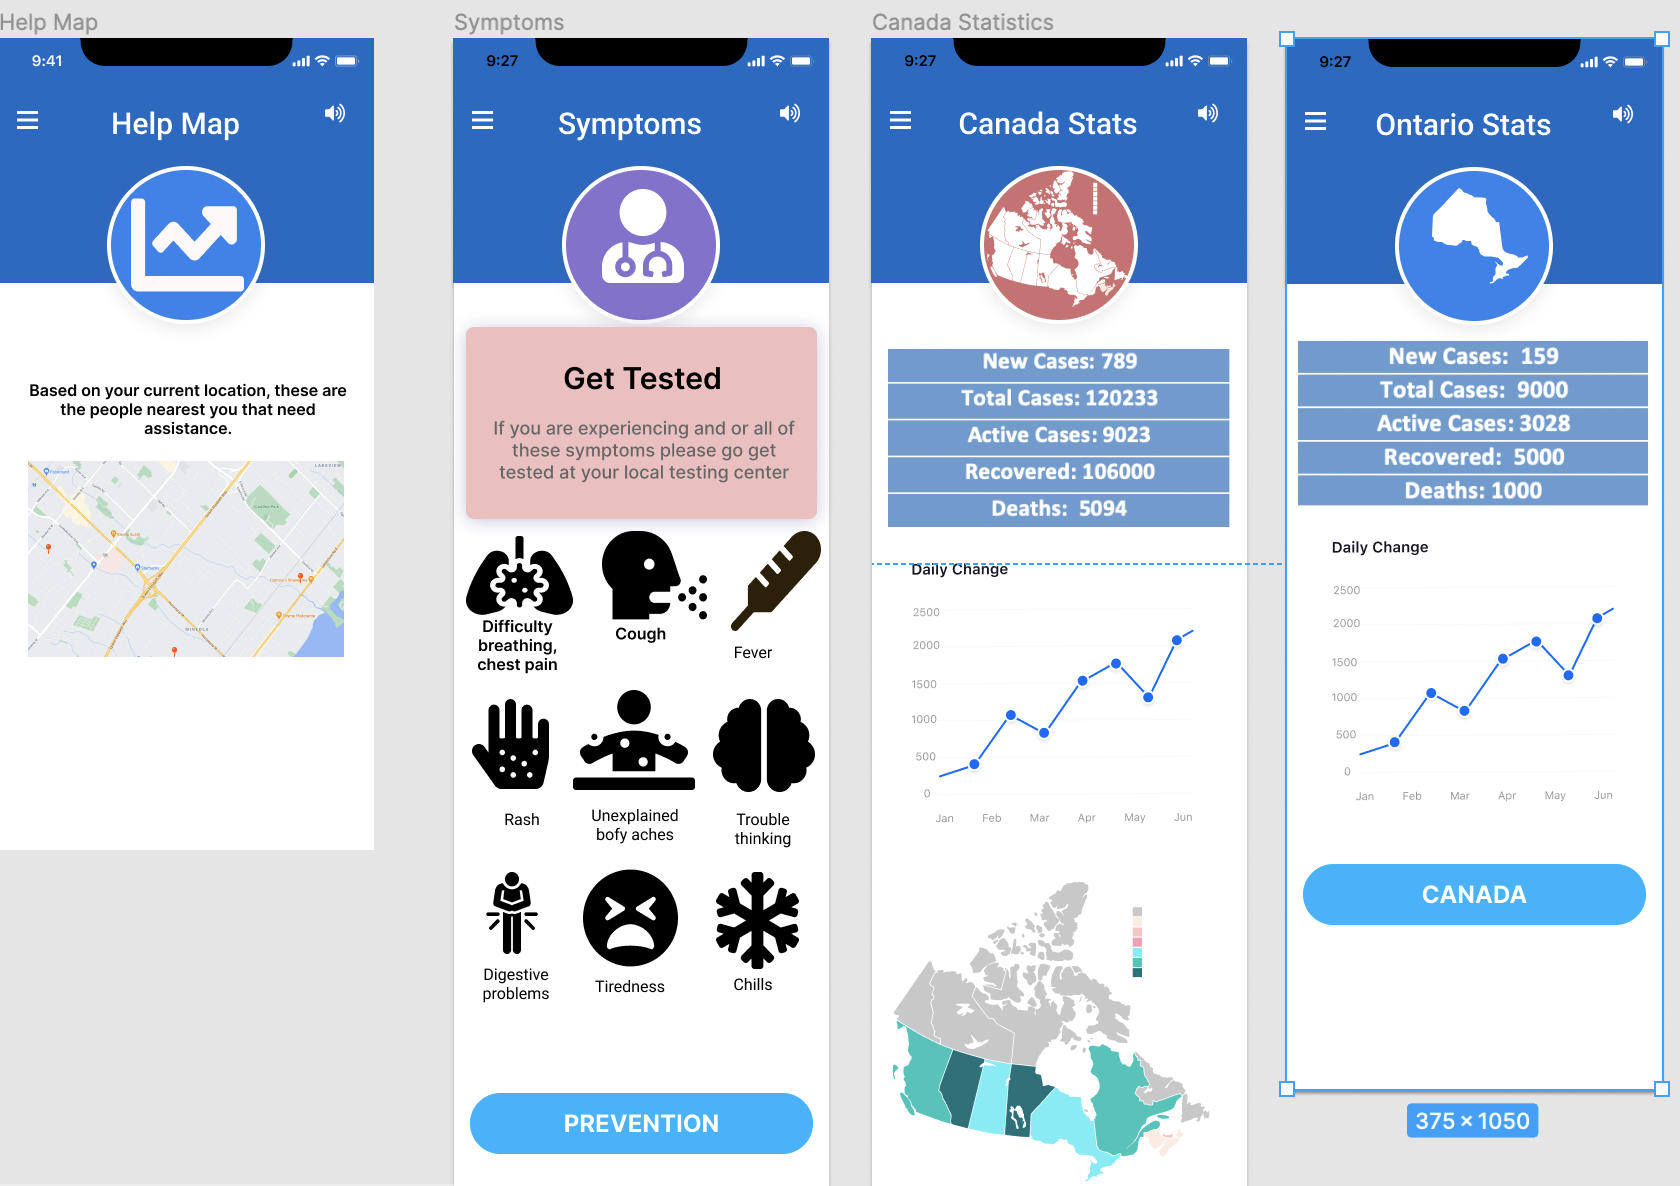 Help Map
Symptoms
Canada Statistics
9:41
Help Map
Based on your current location, these are
the people nearest you that need
assistance.
LAKEVIEW
9:27
Symptoms
Get Tested
If you are experiencing and or all of
these symptoms please go get
tested at your local testing center
Difficulty
breathing,
chest pain
Cough
Fever
Rash
Unexplained
bofy aches
Trouble
thinking
Digestive
problems
Tiredness
Chills
PREVENTION
9:27
Canada Stats
New Cases: 789
Total Cases: 120233
Active Cases: 9023
Recovered: 106000
Deaths: 5094
Daily Change
2500
2000
1500
1000
500
0
Jan Feb Mar Apr May Jun
9:27
Ontario Stats
New Cases: 159
Total Cases: 9000
Active Cases: 3028
Recovered: 5000
Deaths: 1000
Daily Change
2500
2000
1500
1000
500
0
Jan Feb Mar Apr May Jun
CANADA
375 × 1050